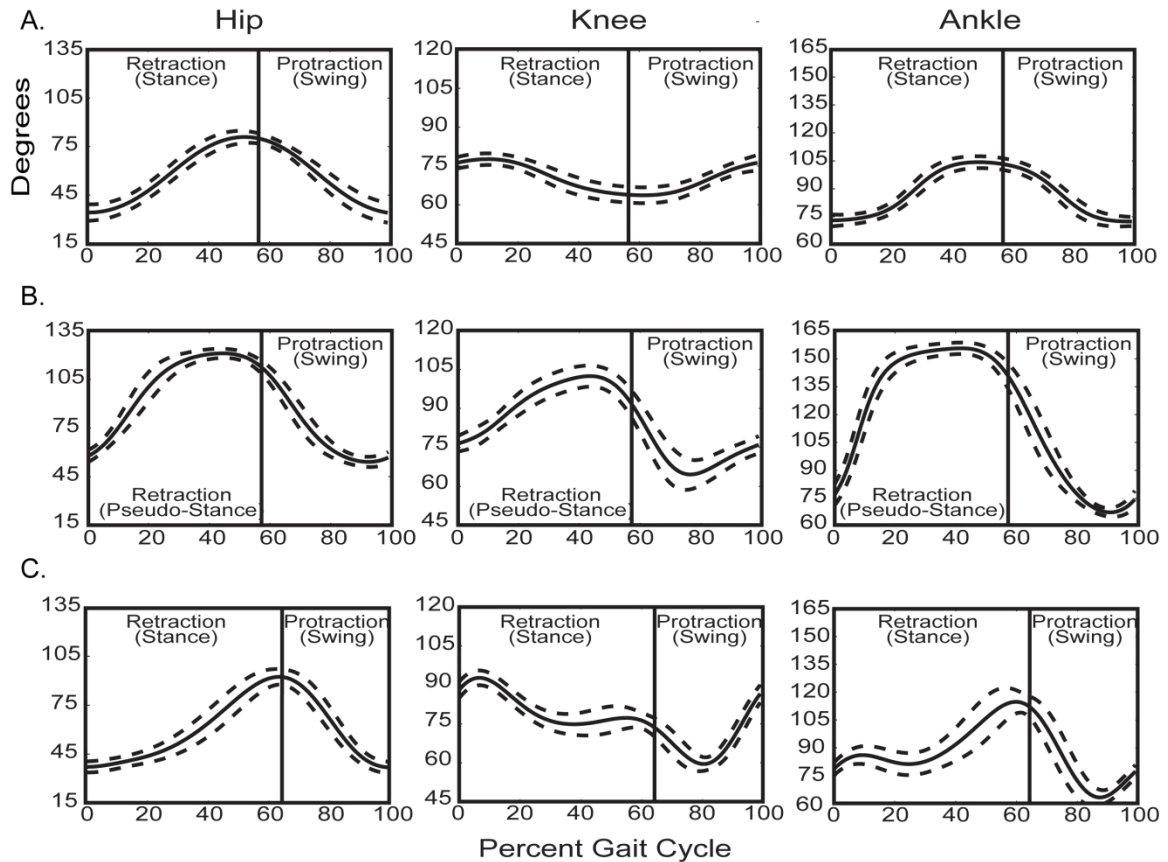 A.
Hip
Knee
Ankle
Degrees
135
105
75
45
15
Retraction
(Stance)
Protraction
(Swing)
0 20 40 60 80 100
120
105
90
75
60
45
Retraction
(Stance)
Protraction
(Swing)
0 20 40 60 80 100
165
150
135
120
105
90
75
60
Retraction
(Stance)
Protraction
(Swing)
0 20 40 60 80 100
B.
135
105
75
45
15
Protraction
(Swing)
Retraction
(Pseudo-Stance)
0 20 40 60 80 100
120
105
90
75
60
45
Protraction
(Swing)
Retraction
(Pseudo-Stance)
0 20 40 60 80 100
165
150
135
120
105
90
75
60
Protraction
(Swing)
Retraction
(Pseudo-Stance)
0 20 40 60 80 100
C.
135
105
75
45
15
Retraction
(Stance)
Protraction
(Swing)
0 20 40 60 80 100
120
105
90
75
60
45
Retraction
(Stance)
Protraction
(Swing)
0 20 40 60 80 100
165
150
135
120
105
90
75
60
Retraction
(Stance)
Protraction
(Swing)
0 20 40 60 80 100
Percent Gait Cycle